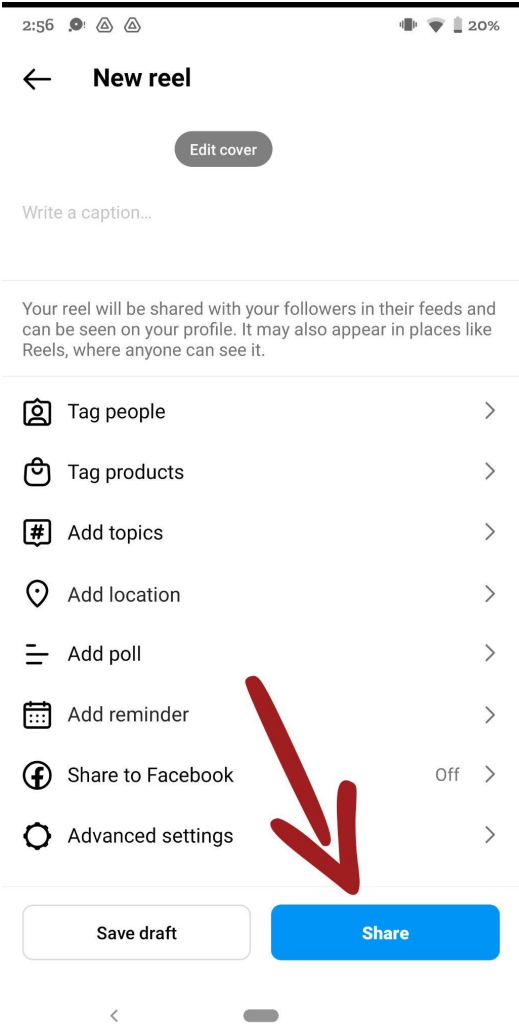 2:56
20%
New reel
Edit cover
Write a caption...
Your reel will be shared with your followers in their feeds and
can be seen on your profile. It may also appear in places like
Reels, where anyone can see it.
Tag people
Tag products
# Add topics
Add location
Add poll
Add reminder
Share to Facebook Off
Advanced settings
Save draft
Share